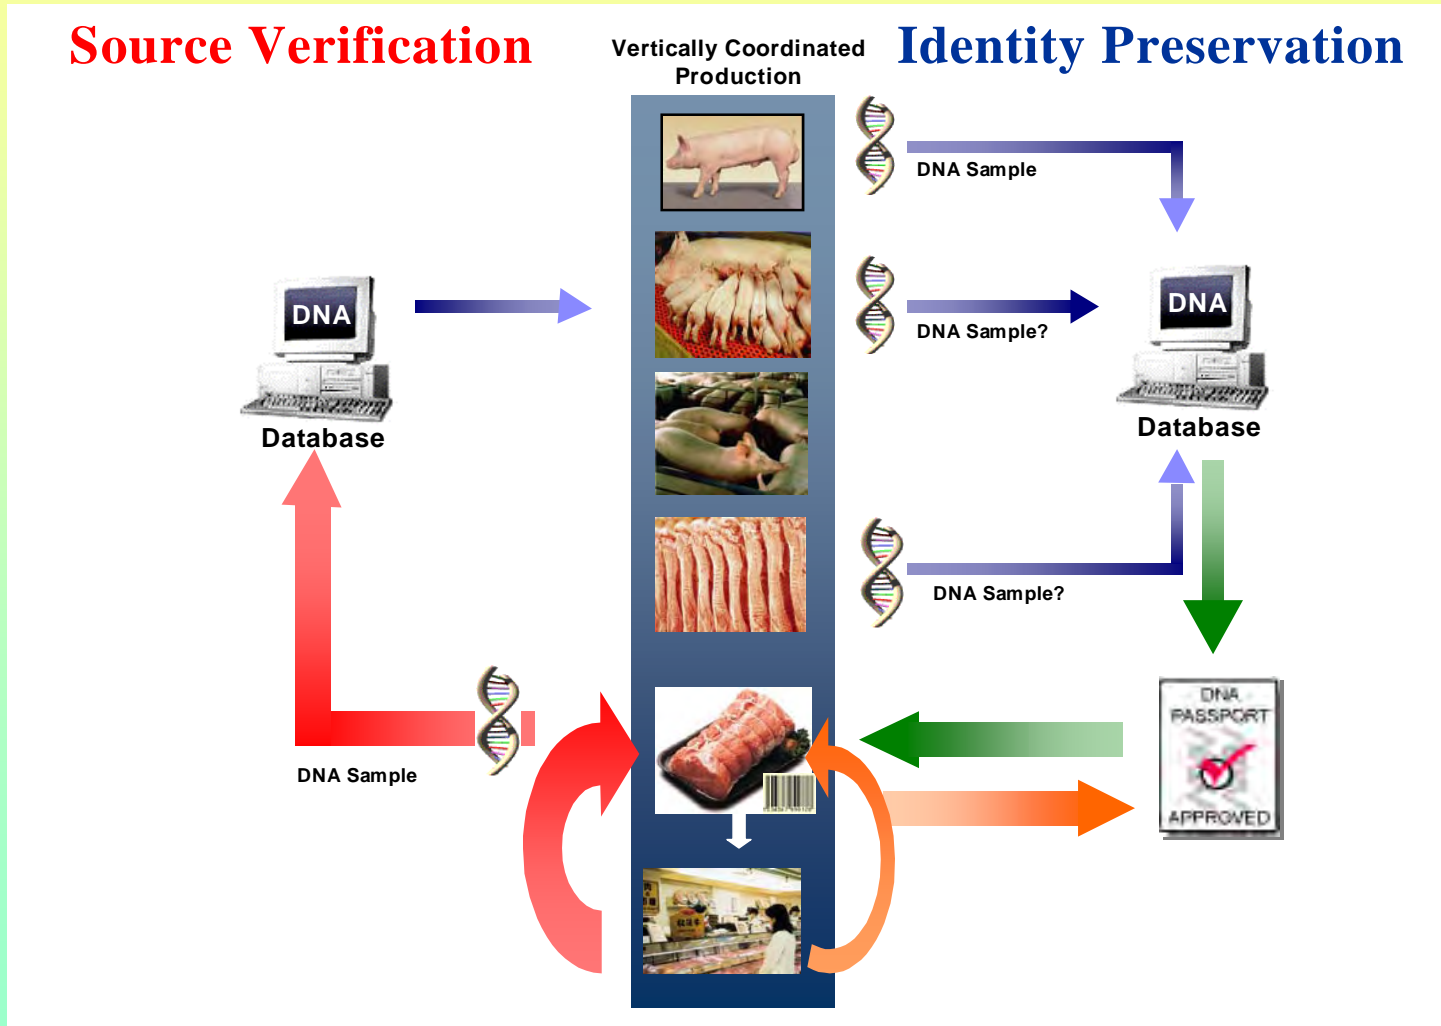 Source Verification
Vertically Coordinated
Production
Identity Preservation
DNA Sample
DNA
Database
DNA Sample?
DNA
Database
DNA Sample?
DNA Sample
DNA
PASSPORT
APPROVED